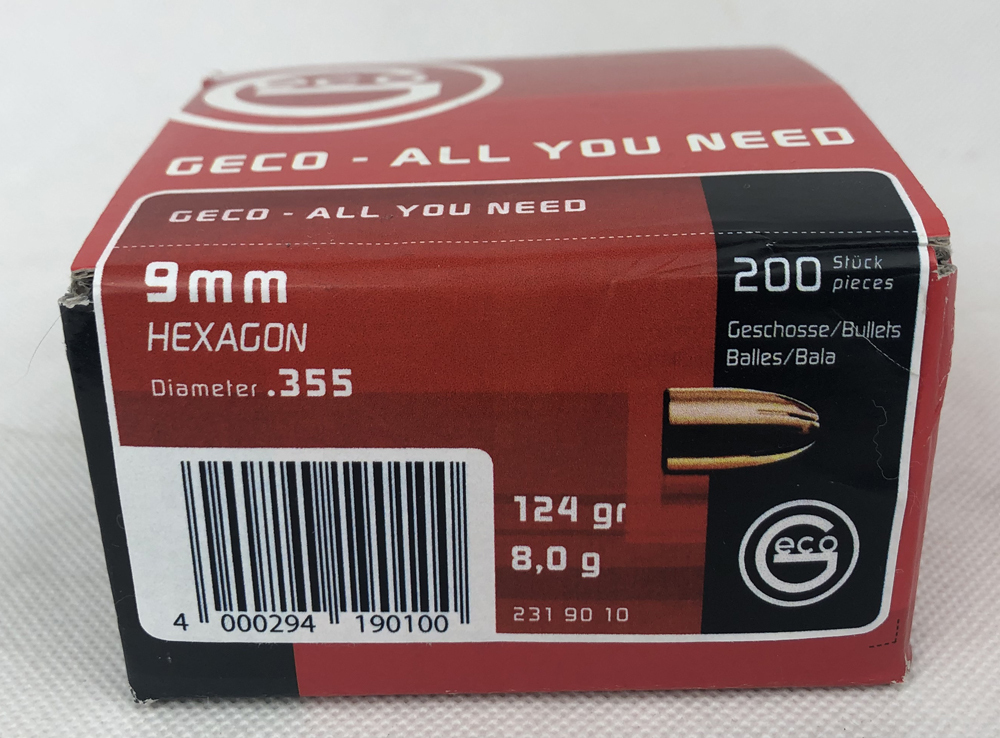 Geco
GECO - ALL YOU NEED
GECO - ALL YOU NEED
9mm
HEXAGON
Diameter .355
200 Stück
pieces
Geschosse/Bullets
Balles/Bala
124 gr
8,0 g
231 90 10
Geco
4 000294 190100